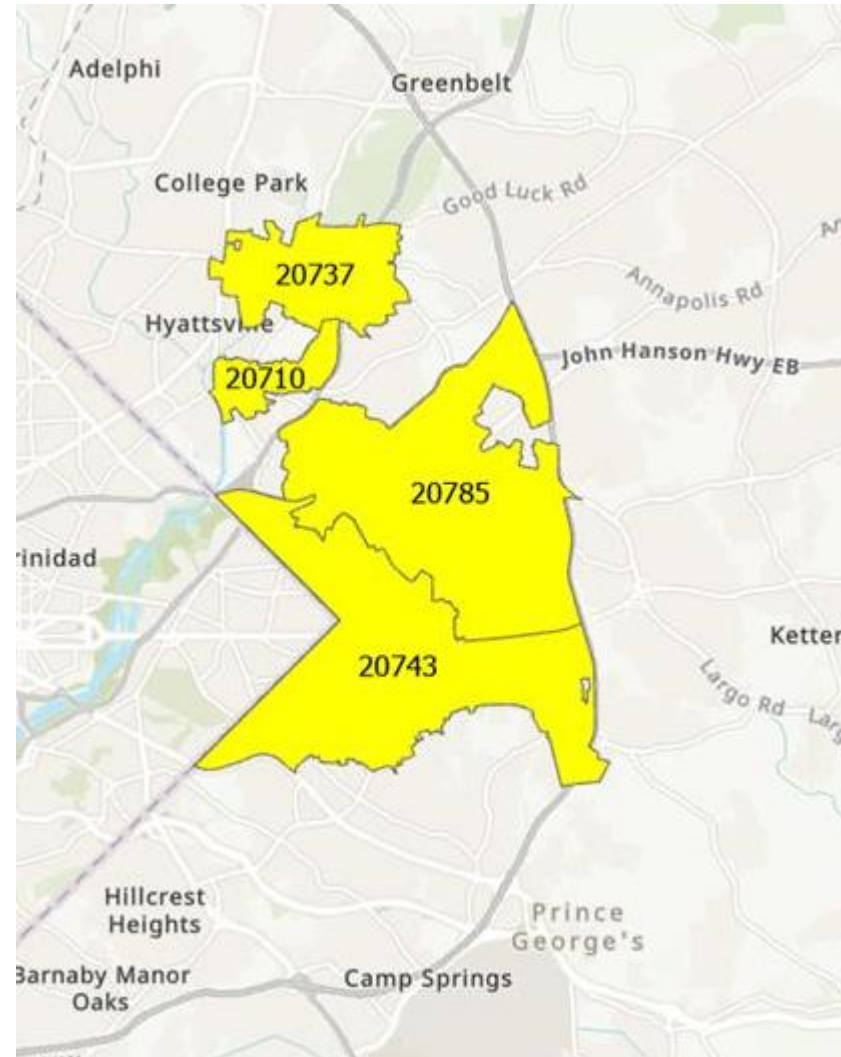 Adelphi
Greenbelt
College Park
Good Luck Rd
20737
Annapolis Rd
Hyattsville
John Hanson Hwy EB
20710
20785
rinidad
Ketter
20743
Largo Rd
Larg
Hillcrest
Heights
Prince
George's
Barnaby Manor
Oaks
Camp Springs